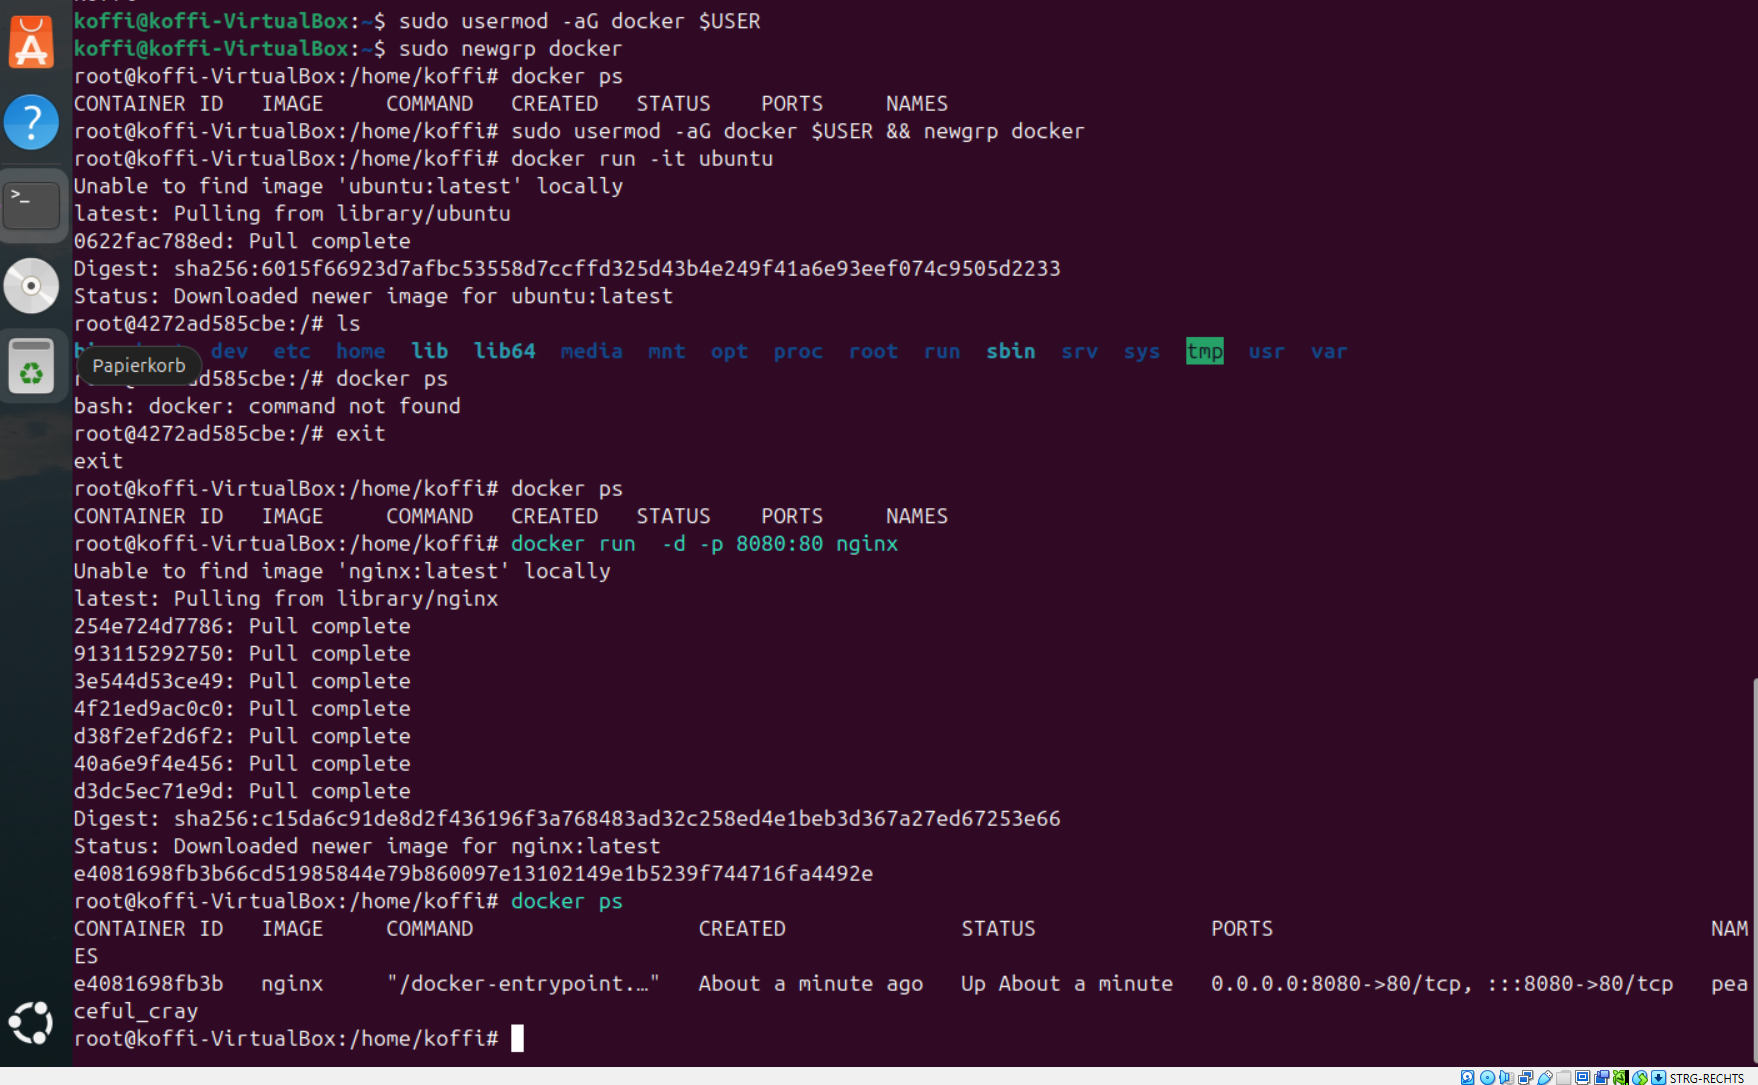 koffi@koffi-VirtualBox:~$ sudo usermod -aG docker $USER
koffi@koffi-VirtualBox:~$ sudo newgrp docker
root@koffi-VirtualBox:/home/koffi# docker ps
CONTAINER ID   IMAGE     COMMAND   CREATED   STATUS    PORTS     NAMES
root@koffi-VirtualBox:/home/koffi# sudo usermod -aG docker $USER && newgrp docker
root@koffi-VirtualBox:/home/koffi# docker run -it ubuntu
Unable to find image 'ubuntu:latest' locally
latest: Pulling from library/ubuntu
0622fac788ed: Pull complete
Digest: sha256:6015f66923d7afbc53558d7ccffd325d43b4e249f41a6e93eef074c9505d2233
Status: Downloaded newer image for ubuntu:latest
root@4272ad585cbe:/# ls
dev  etc  home  lib  lib64  media  mnt  opt  proc  root  run  sbin  srv  sys  tmp  usr  var
Papierkorb
d585cbe:/# docker ps
bash: docker: command not found
root@4272ad585cbe:/# exit
exit
root@koffi-VirtualBox:/home/koffi# docker ps
CONTAINER ID   IMAGE     COMMAND   CREATED   STATUS    PORTS     NAMES
root@koffi-VirtualBox:/home/koffi# docker run  -d -p 8080:80 nginx
Unable to find image 'nginx:latest' locally
latest: Pulling from library/nginx
254e724d7786: Pull complete
913115292750: Pull complete
3e544d53ce49: Pull complete
4f21ed9ac0c0: Pull complete
d38f2ef2d6f2: Pull complete
40a6e9f4e456: Pull complete
d3dc5ec71e9d: Pull complete
Digest: sha256:c15da6c91de8d2f436196f3a768483ad32c258ed4e1beb3d367a27ed67253e66
Status: Downloaded newer image for nginx:latest
e4081698fb3b66cd51985844e79b860097e13102149e1b5239f744716fa4492e
root@koffi-VirtualBox:/home/koffi# docker ps
CONTAINER ID   IMAGE     COMMAND                  CREATED              STATUS              PORTS                                   NAM
ES
e4081698fb3b   nginx     "/docker-entrypoint.…"   About a minute ago   Up About a minute   0.0.0.0:8080->80/tcp, :::8080->80/tcp   pea
ceful_cray
root@koffi-VirtualBox:/home/koffi#
STRG-RECHTS